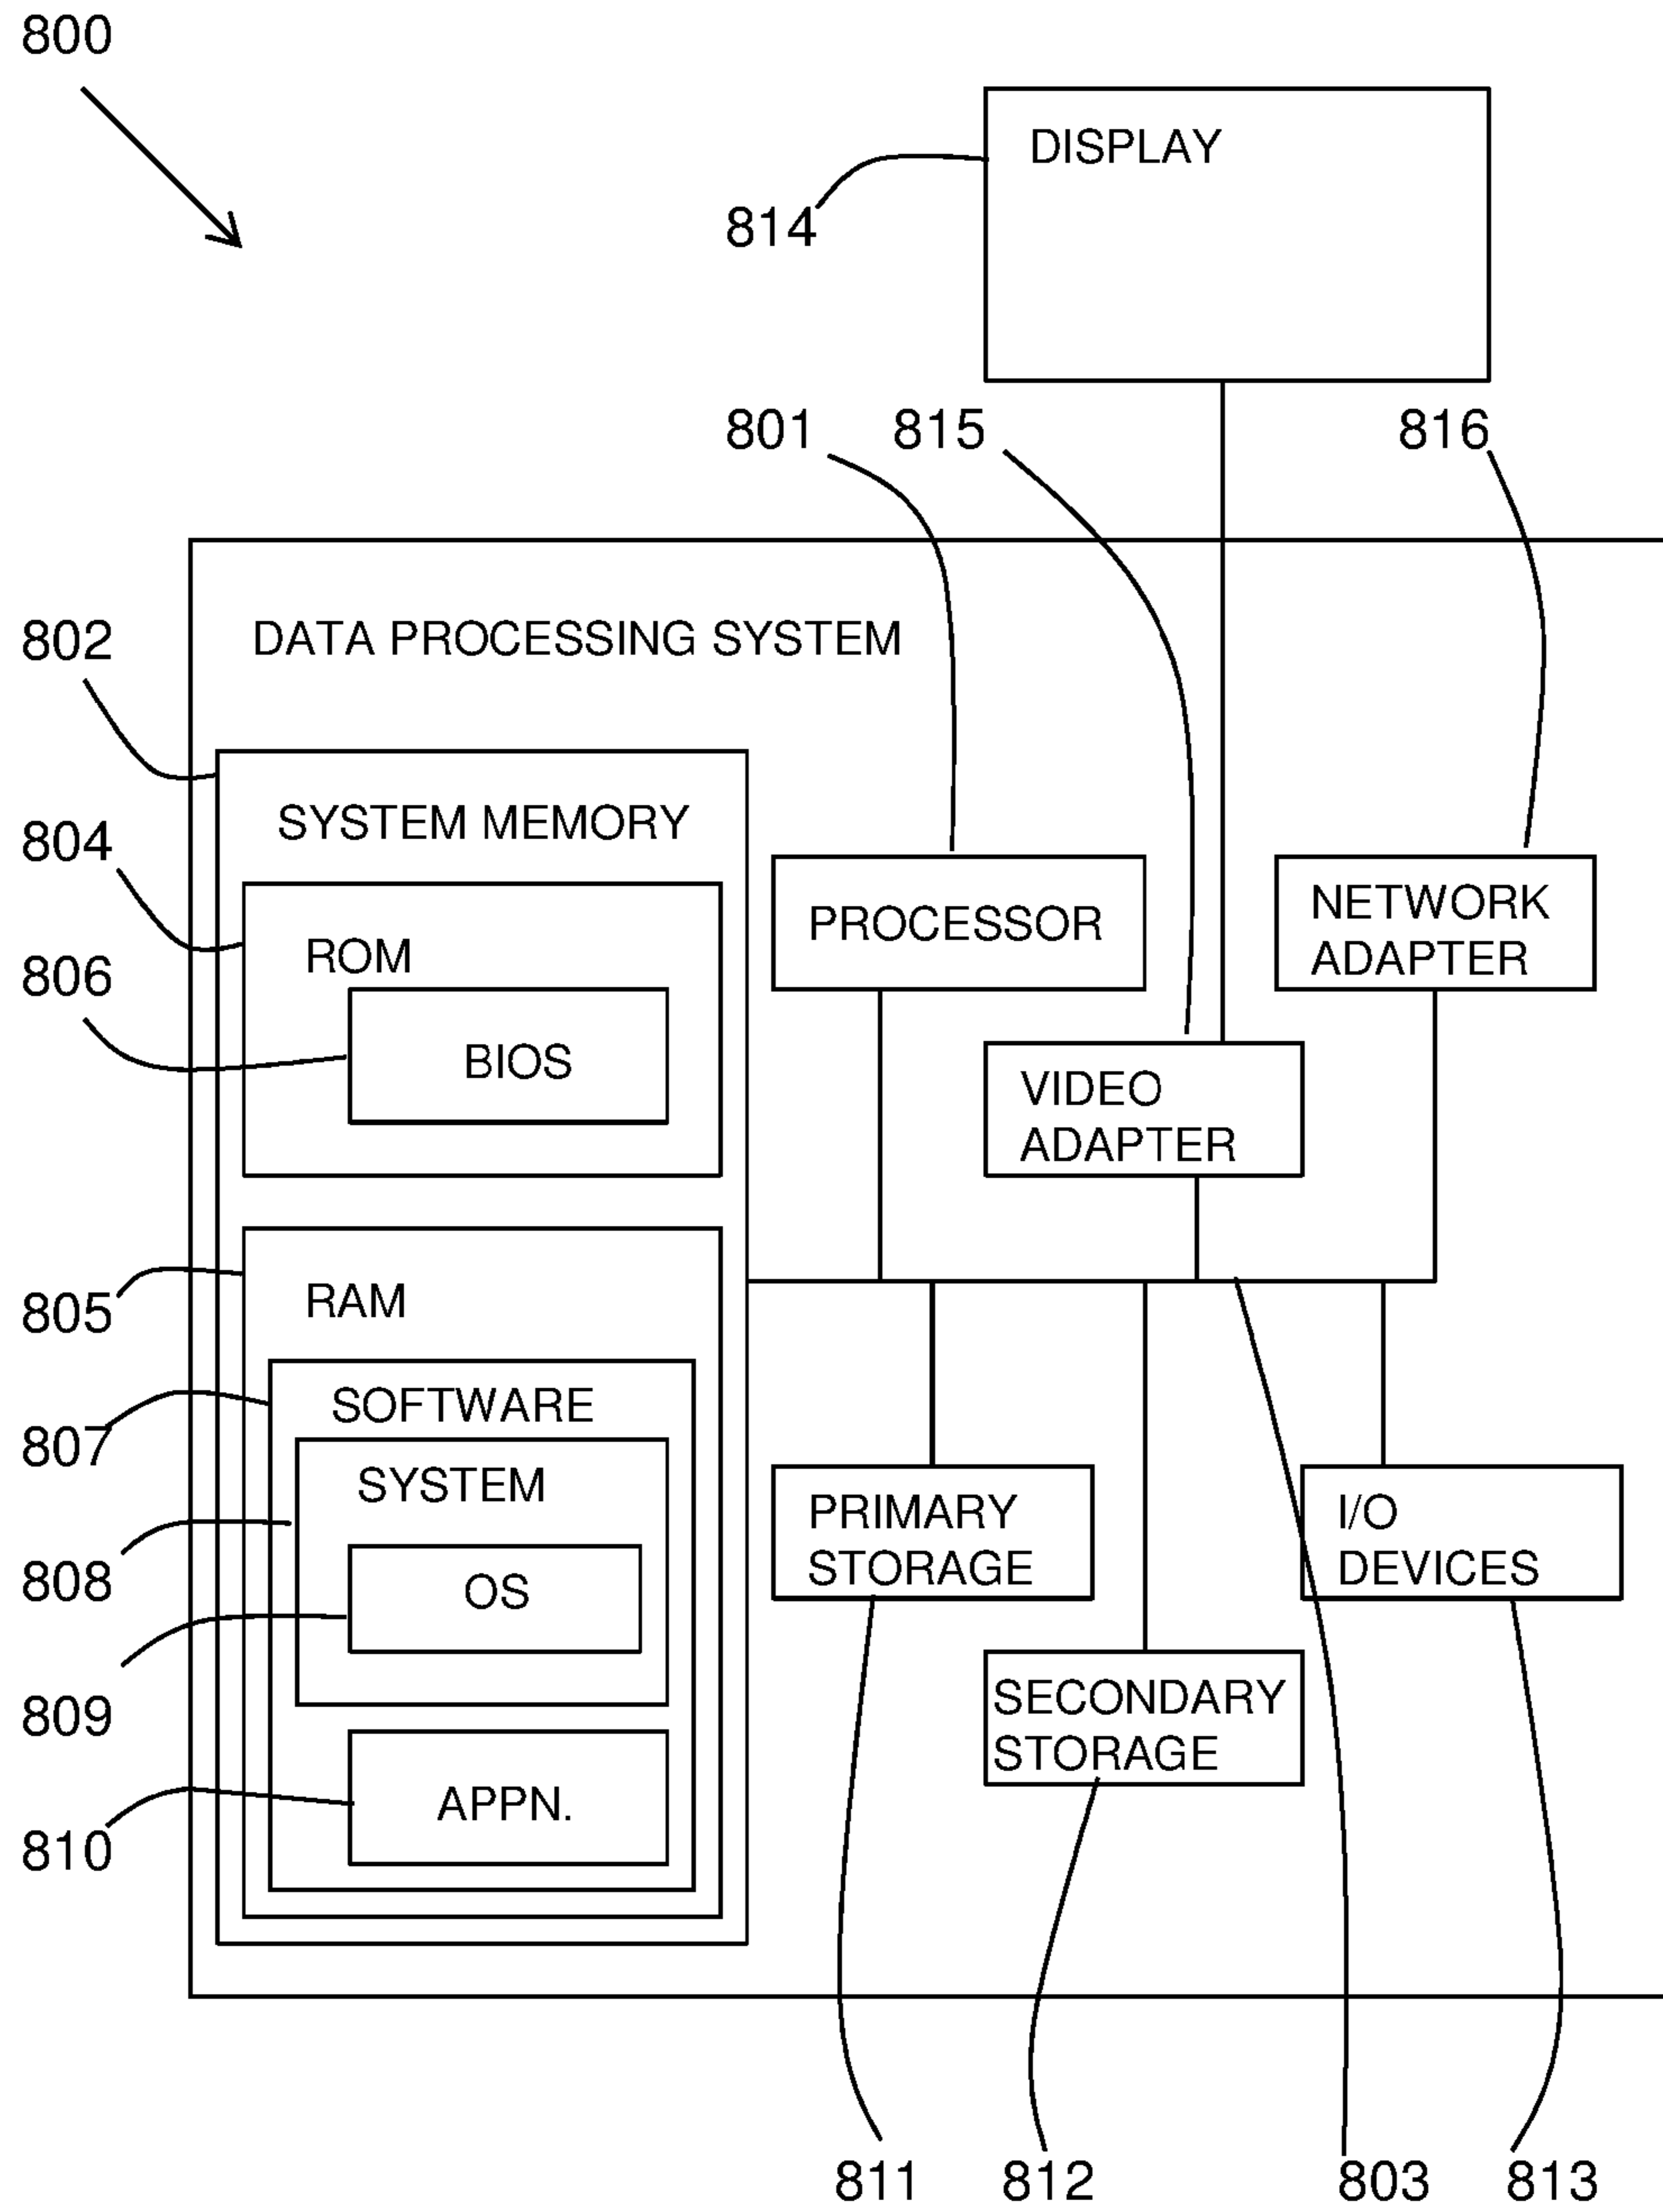 800
DISPLAY
814
801
815
816
802
DATA PROCESSING SYSTEM
SYSTEM MEMORY
804
PROCESSOR
NETWORK
ADAPTER
ROM
806
BIOS
VIDEO
ADAPTER
805
RAM
SOFTWARE
807
SYSTEM
PRIMARY
STORAGE
I/O
DEVICES
808
OS
809
SECONDARY
STORAGE
APPN.
810
811
812
803
813